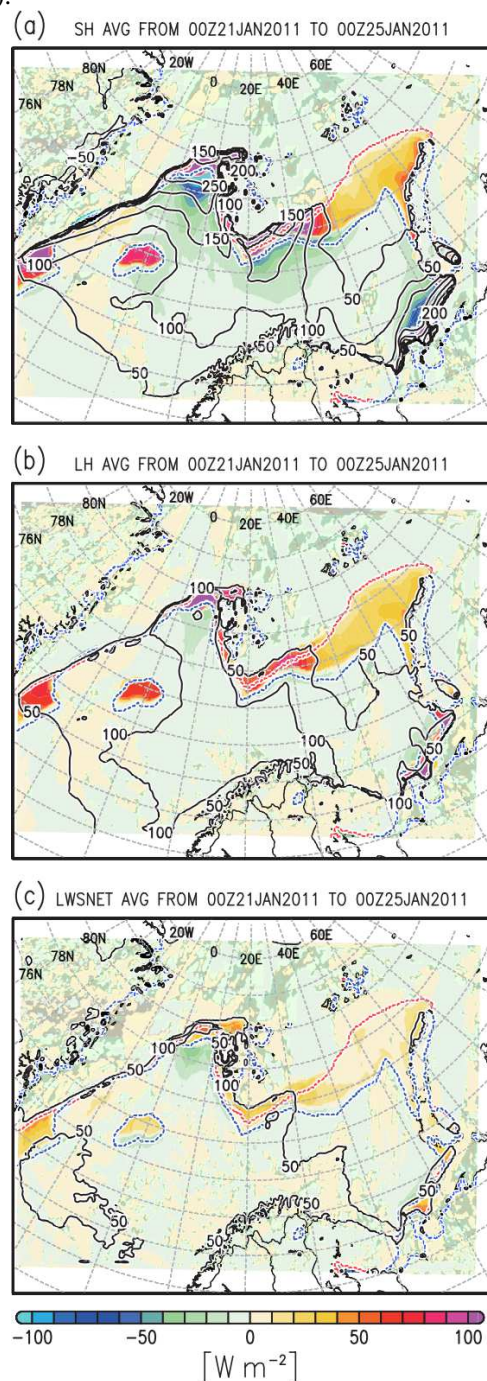 (a) SH AVG FROM 00Z21JAN2011 TO 00Z25JAN2011
80N 20W 60E
78N 0 20E 40E
76N
150
-50 200
250
100 150
150
100 50
50 200
100
100 100
50 50
50
(b) LH AVG FROM 00Z21JAN2011 TO 00Z25JAN2011
80N 20W 60E
78N 0 20E 40E
76N
100
50
50
50
100 50
50
50 100
100
(c) LWSNET AVG FROM 00Z21JAN2011 TO 00Z25JAN2011
80N 20W 60E
78N 0 20E 40E
76N
100 50
100
50
50
50
50
50
-100 -50 0 50 100
[W m⁻²]